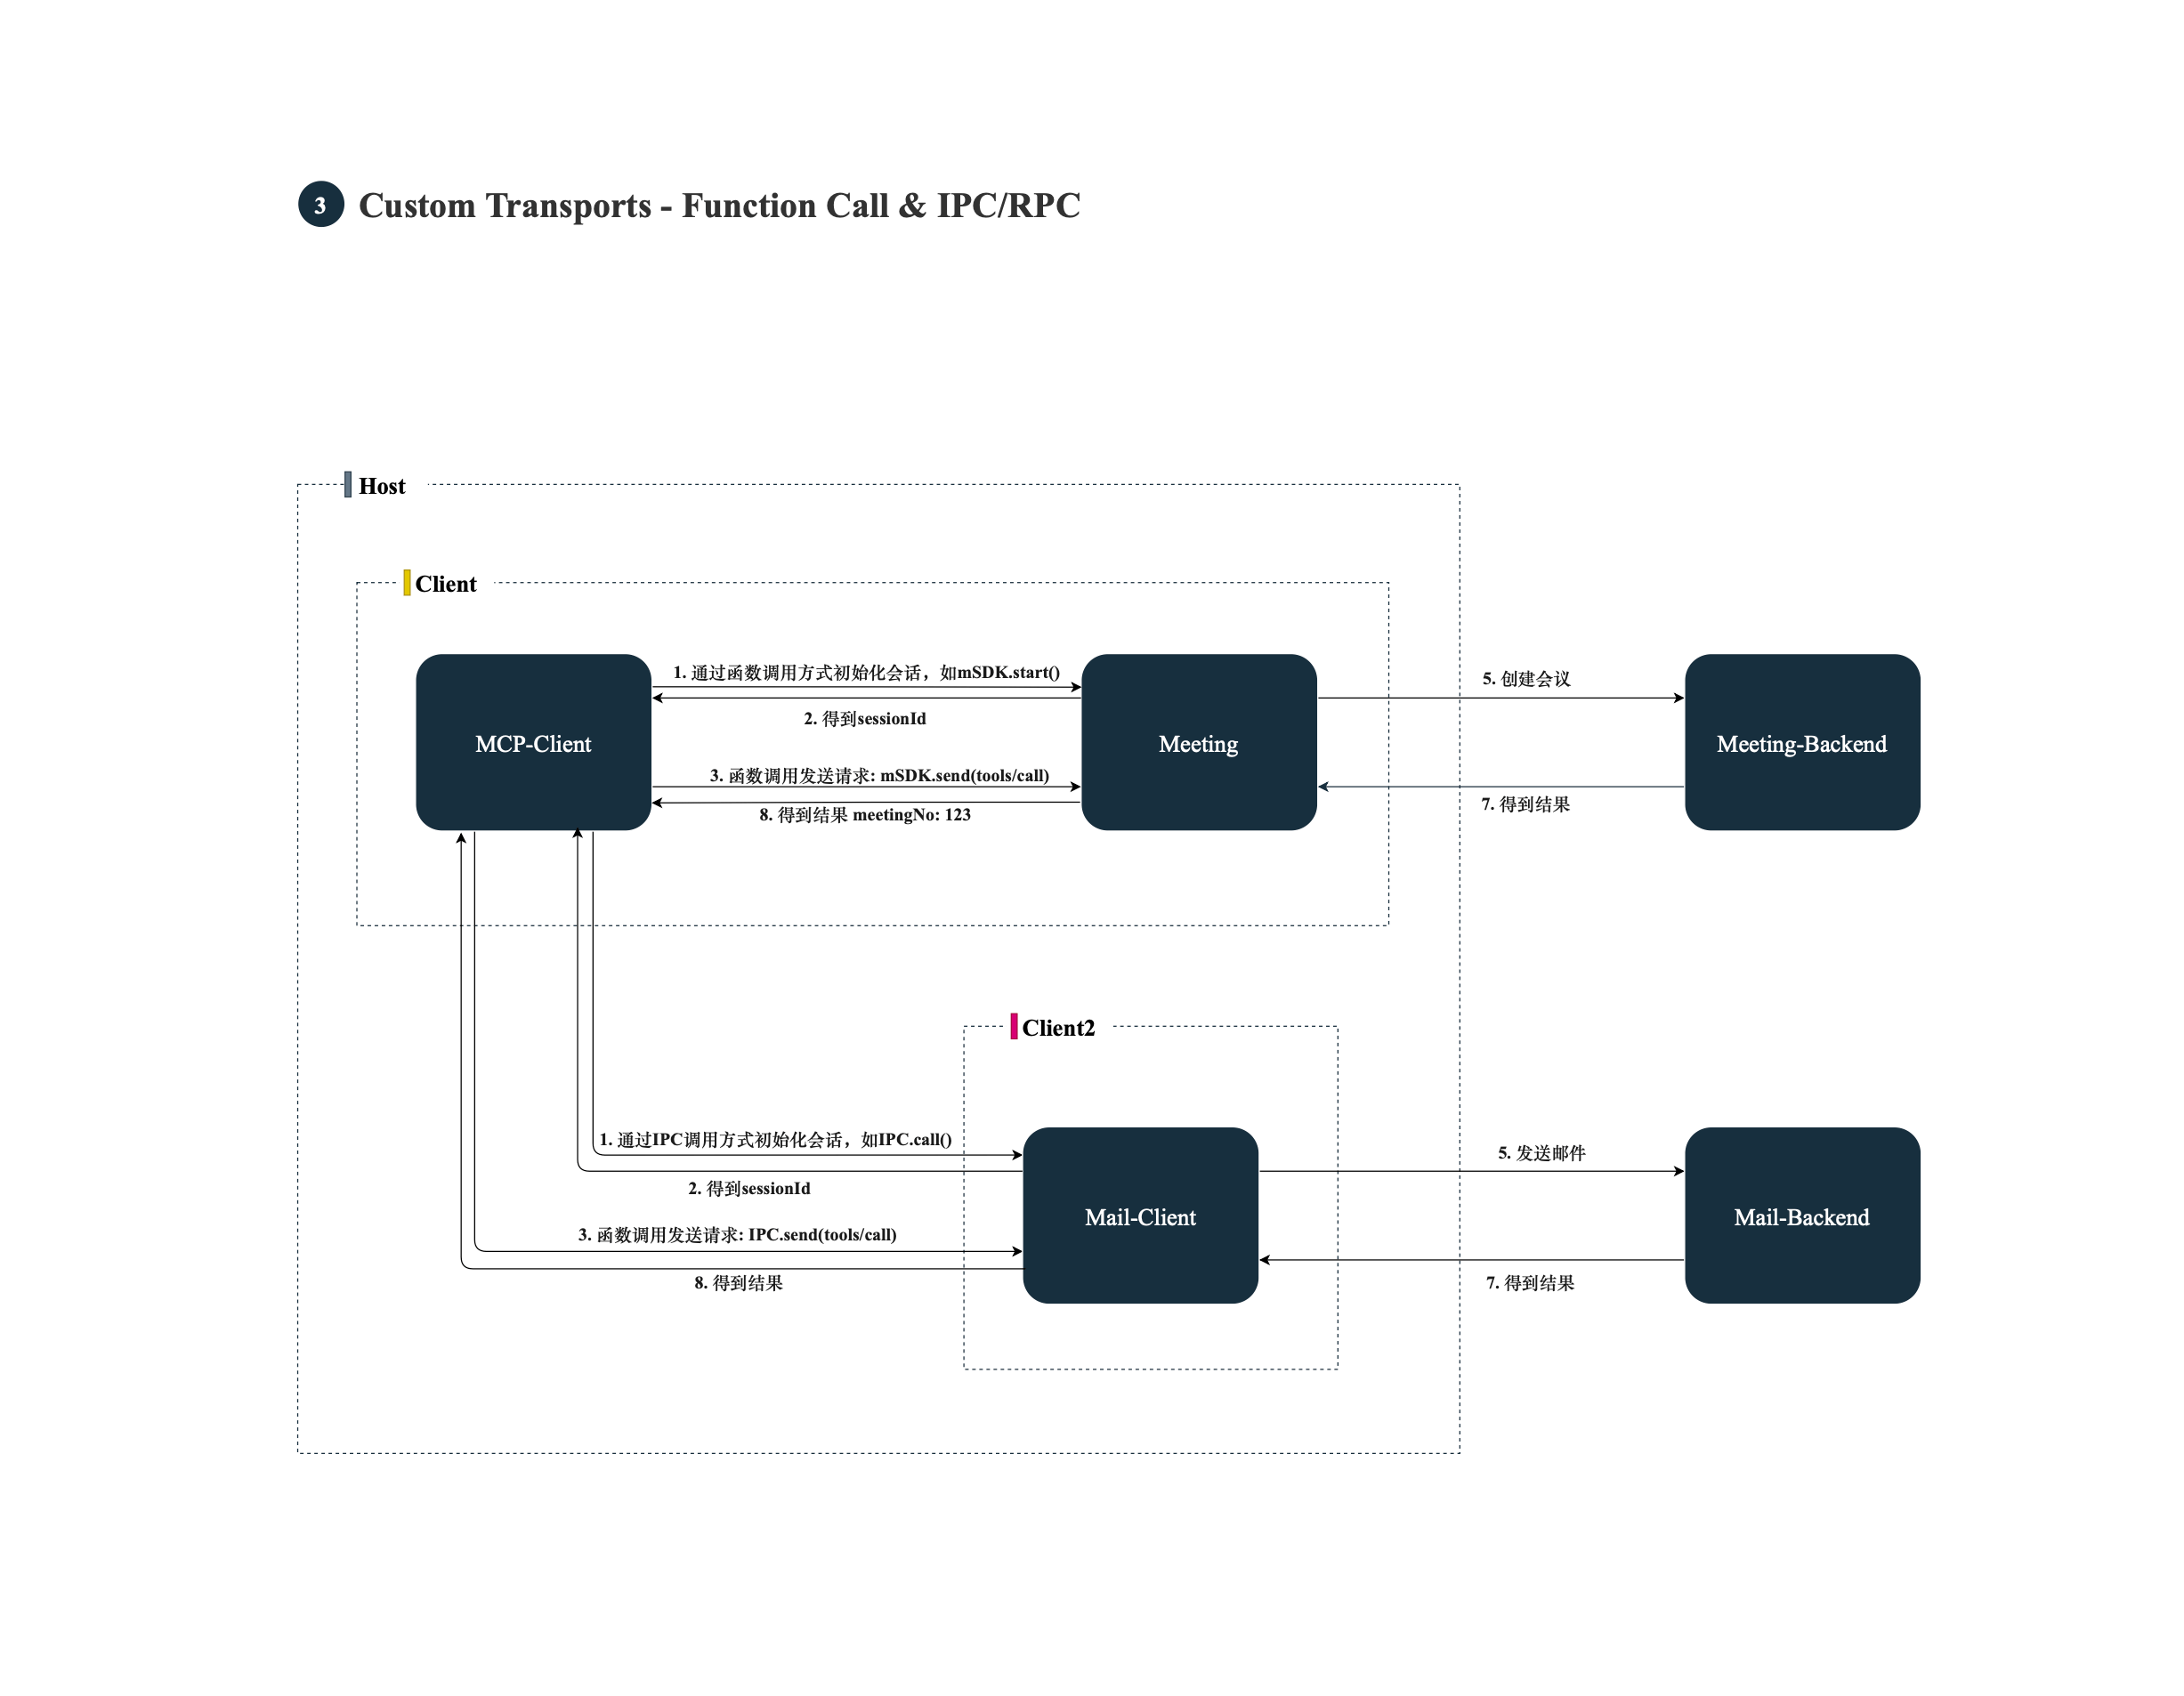 3
Custom Transports - Function Call & IPC/RPC
Host
Client
1. 通过函数调用方式初始化会话，如mSDK.start()
5. 创建会议
2. 得到sessionId
MCP-Client
Meeting
Meeting-Backend
3. 函数调用发送请求: mSDK.send(tools/call)
7. 得到结果
8. 得到结果 meetingNo: 123
Client2
1. 通过IPC调用方式初始化会话，如IPC.call()
5. 发送邮件
2. 得到sessionId
Mail-Client
Mail-Backend
3. 函数调用发送请求: IPC.send(tools/call)
8. 得到结果
7. 得到结果